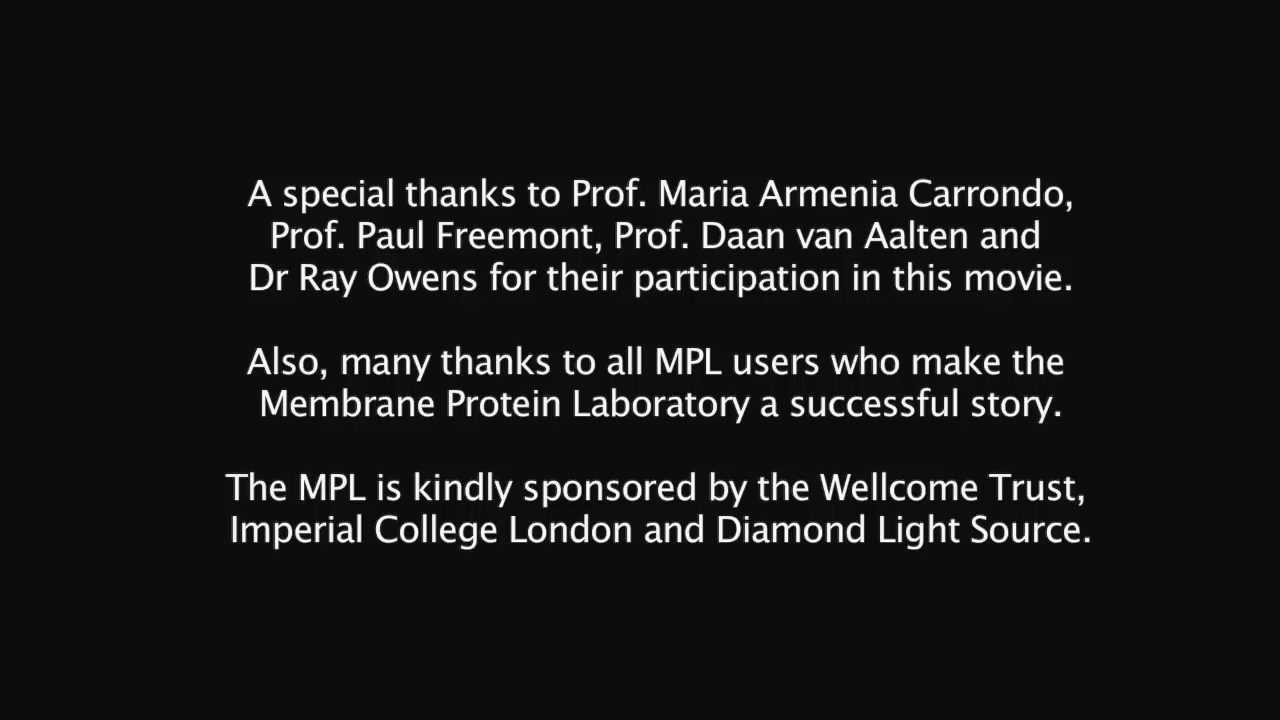 A special thanks to Prof. Maria Armenia Carrondo,
Prof. Paul Freemont, Prof. Daan van Aalten and
Dr Ray Owens for their participation in this movie.
Also, many thanks to all MPL users who make the
Membrane Protein Laboratory a successful story.
The MPL is kindly sponsored by the Wellcome Trust,
Imperial College London and Diamond Light Source.